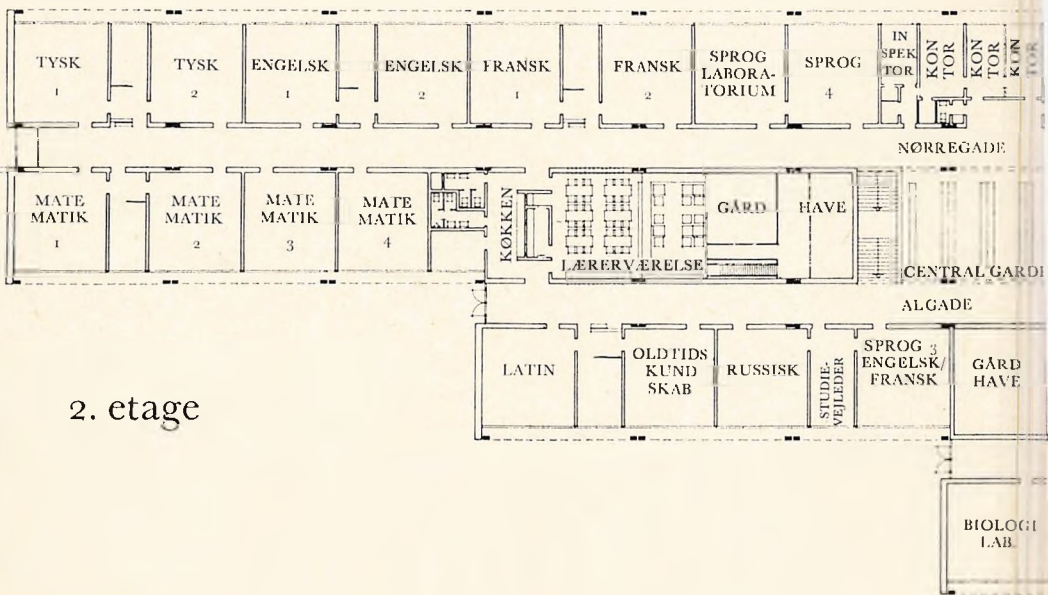 TYSK
1
TYSK
2
ENGELSK
1
ENGELSK
2
FRANSK
1
FRANSK
2
SPROG
LABORA-
TORIUM
SPROG
4
IN
SPEK
TOR
KON
TOR
KON
TOR
KON
TOR
NØRREGADE
MATE
MATIK
1
MATE
MATIK
2
MATE
MATIK
3
MATE
MATIK
4
KØKKEN
LÆRERVÆRELSE
GÅRD
HAVE
CENTRAL GARD
ALGADE
LATIN
OLDTIDS
KUND
SKAB
RUSSISK
STUDIE-
VEJLEDER
SPROG 3
ENGELSK/
FRANSK
GÅRD
HAVE
2. etage
BIOLOGI
LAB.